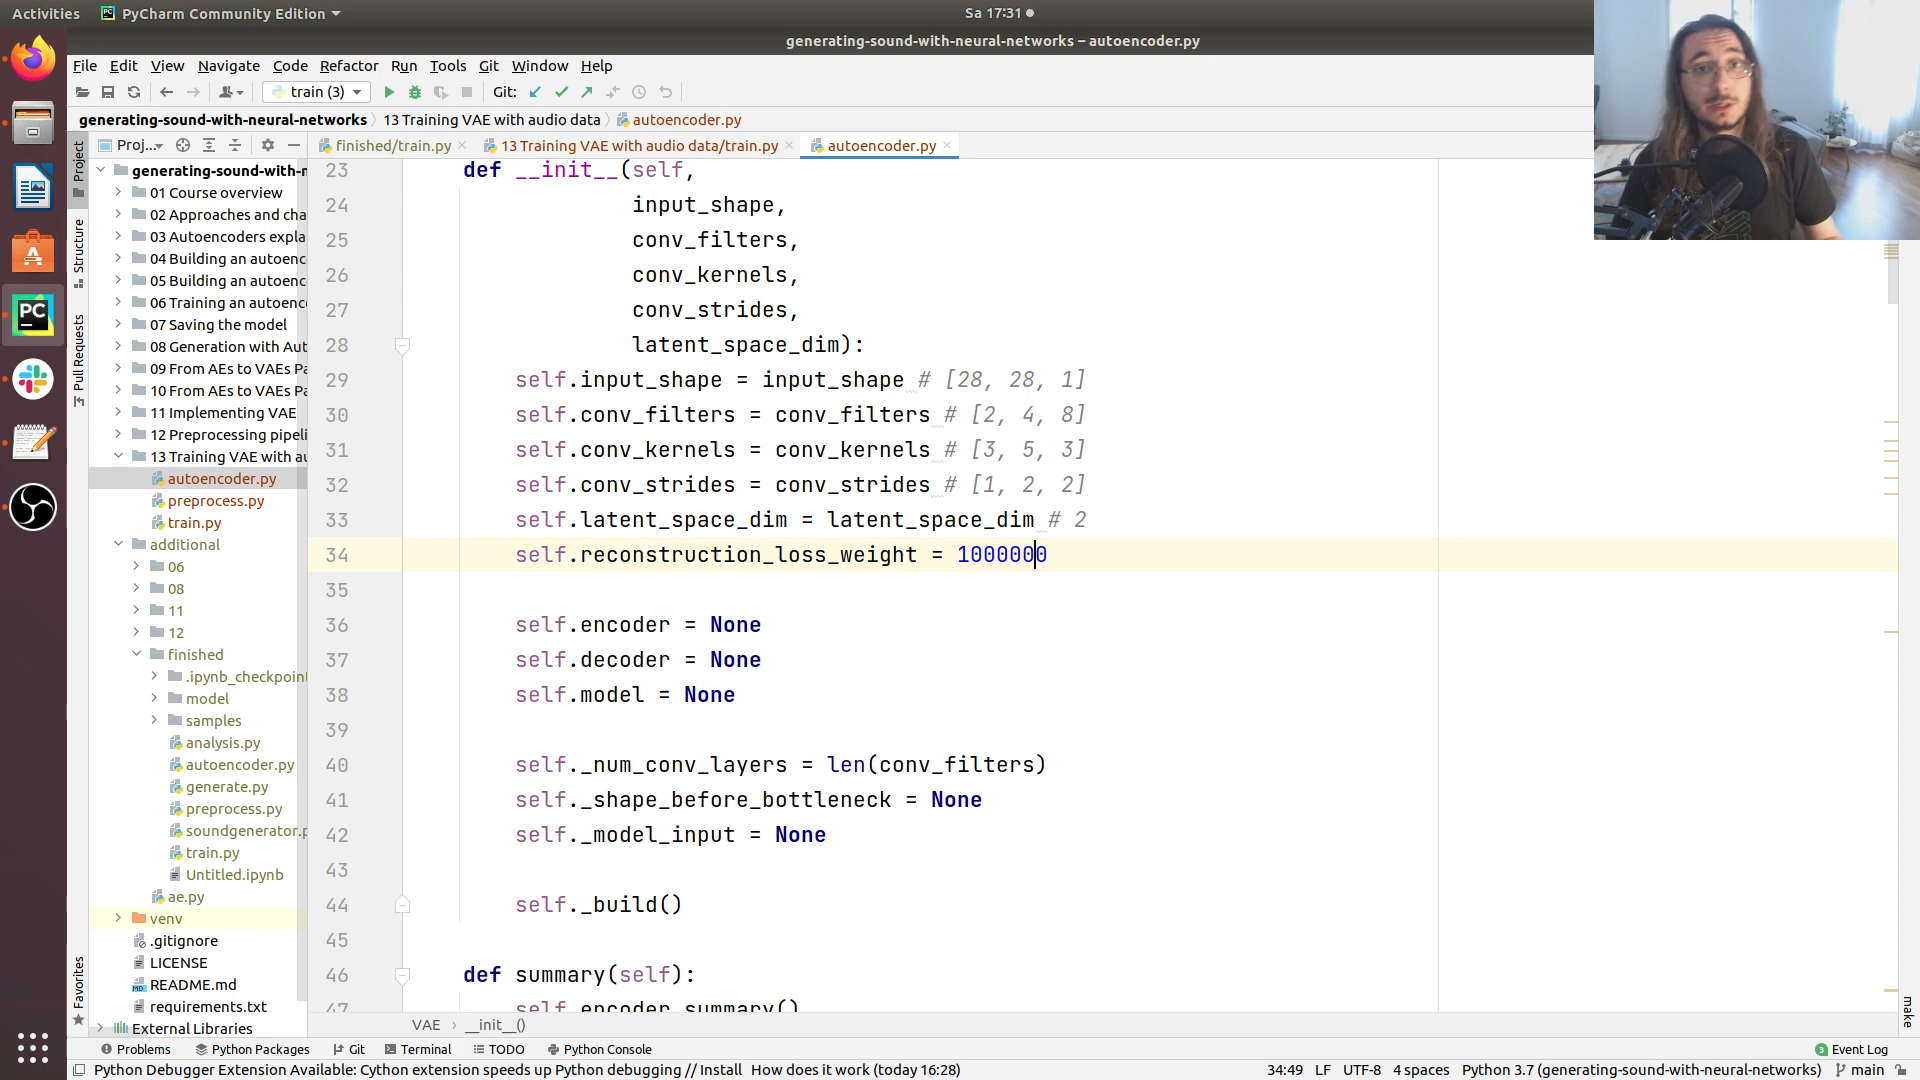 Activities
PyCharm Community Edition
Sa 17:31
generating-sound-with-neural-networks – autoencoder.py
File Edit View Navigate Code Refactor Run Tools Git Window Help
train (3)
Git:
generating-sound-with-neural-networks
13 Training VAE with audio data
autoencoder.py
Proj...
finished/train.py
13 Training VAE with audio data/train.py
autoencoder.py
Project
Structure
Pull Requests
Favorites
generating-sound-with-n
01 Course overview
02 Approaches and cha
03 Autoencoders expla
04 Building an autoenc
05 Building an autoenc
06 Training an autoenc
07 Saving the model
08 Generation with Aut
09 From AEs to VAEs Pa
10 From AEs to VAEs Pa
11 Implementing VAE
12 Preprocessing pipeli
13 Training VAE with au
autoencoder.py
preprocess.py
train.py
additional
06
08
11
12
finished
.ipynb_checkpoint
model
samples
analysis.py
autoencoder.py
generate.py
preprocess.py
soundgenerator.p
train.py
Untitled.ipynb
ae.py
venv
.gitignore
LICENSE
README.md
requirements.txt
External Libraries
23 def __init__(self,
24 input_shape,
25 conv_filters,
26 conv_kernels,
27 conv_strides,
28 latent_space_dim):
29 self.input_shape = input_shape # [28, 28, 1]
30 self.conv_filters = conv_filters # [2, 4, 8]
31 self.conv_kernels = conv_kernels # [3, 5, 3]
32 self.conv_strides = conv_strides # [1, 2, 2]
33 self.latent_space_dim = latent_space_dim # 2
34 self.reconstruction_loss_weight = 1000000
35
36 self.encoder = None
37 self.decoder = None
38 self.model = None
39
40 self._num_conv_layers = len(conv_filters)
41 self._shape_before_bottleneck = None
42 self._model_input = None
43
44 self._build()
45
46 def summary(self):
47 self.encoder.summary()
VAE › __init__()
make
Problems Python Packages Git Terminal TODO Python Console
3 Event Log
Python Debugger Extension Available: Cython extension speeds up Python debugging // Install How does it work (today 16:28)
34:49 LF UTF-8 4 spaces Python 3.7 (generating-sound-with-neural-networks) main